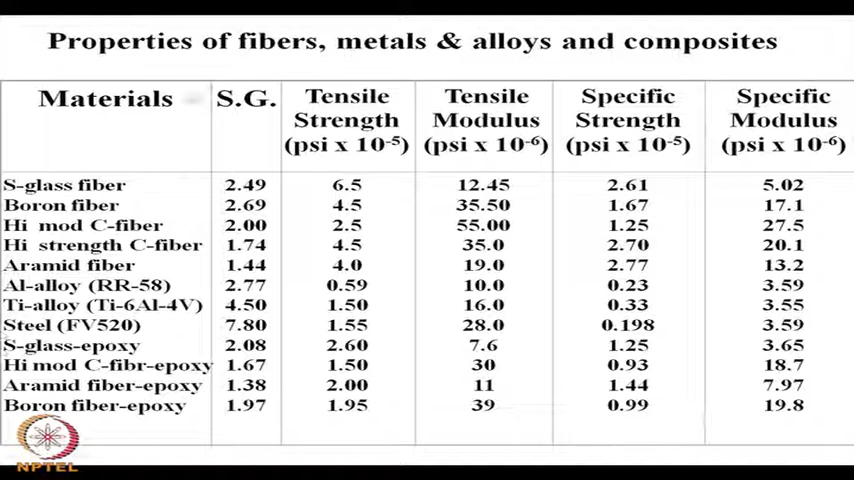 Properties of fibers, metals & alloys and composites
Materials S.G. Tensile Strength (psi x 10-5) Tensile Modulus (psi x 10-6) Specific Strength (psi x 10-5) Specific Modulus (psi x 10-6)
S-glass fiber 2.49 6.5 12.45 2.61 5.02
Boron fiber 2.69 4.5 35.50 1.67 17.1
Hi mod C-fiber 2.00 2.5 55.00 1.25 27.5
Hi strength C-fiber 1.74 4.5 35.0 2.70 20.1
Aramid fiber 1.44 4.0 19.0 2.77 13.2
Al-alloy (RR-58) 2.77 0.59 10.0 0.23 3.59
Ti-alloy (Ti-6Al-4V) 4.50 1.50 16.0 0.33 3.55
Steel (FV520) 7.80 1.55 28.0 0.198 3.59
S-glass-epoxy 2.08 2.60 7.6 1.25 3.65
Hi mod C-fibr-epoxy 1.67 1.50 30 0.93 18.7
Aramid fiber-epoxy 1.38 2.00 11 1.44 7.97
Boron fiber-epoxy 1.97 1.95 39 0.99 19.8
NPTEL